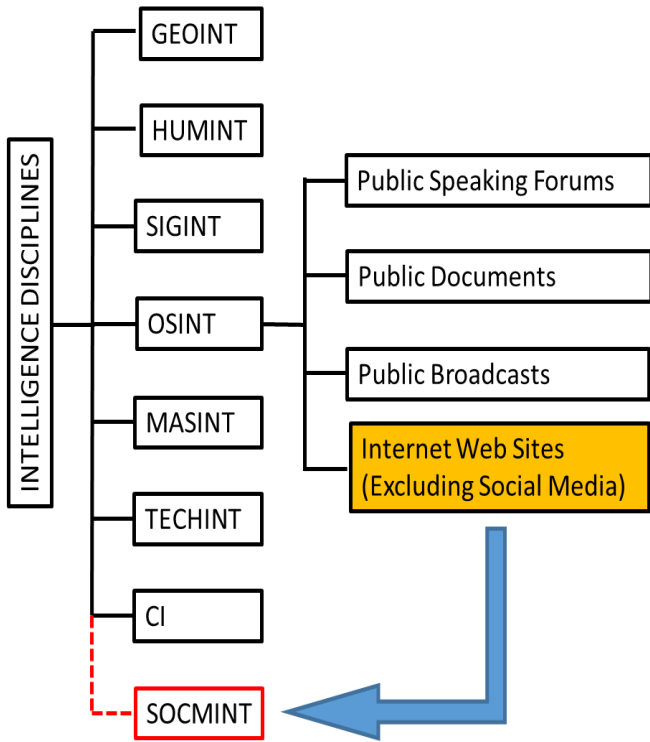 INTELLIGENCE DISCIPLINES
GEOINT
HUMINT
SIGINT
OSINT
MASINT
TECHINT
CI
SOCMINT
Public Speaking Forums
Public Documents
Public Broadcasts
Internet Web Sites
(Excluding Social Media)